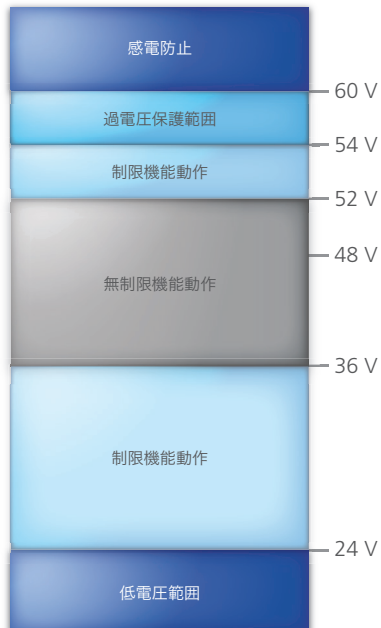 感電防止
60 V
過電圧保護範囲
54 V
制限機能動作
52 V
48 V
無制限機能動作
36 V
制限機能動作
24 V
低電圧範囲